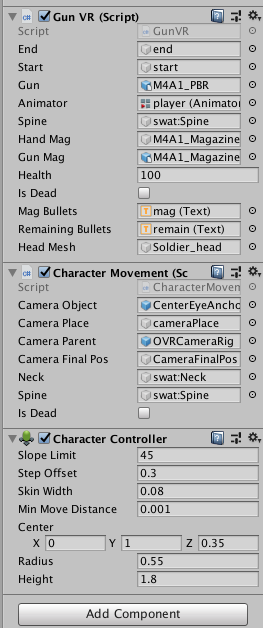 Gun VR (Script)
Script GunVR
End end
Start start
Gun M4A1_PBR
Animator player (Animator
Spine swat:Spine
Hand Mag M4A1_Magazine
Gun Mag M4A1_Magazine
Health 100
Is Dead
Mag Bullets mag (Text)
Remaining Bullets remain (Text)
Head Mesh Soldier_head
Character Movement (Sc
Script CharacterMovem
Camera Object CenterEyeAncho
Camera Place cameraPlace
Camera Parent OVRCameraRig
Camera Final Pos CameraFinalPos
Neck swat:Neck
Spine swat:Spine
Is Dead
Character Controller
Slope Limit 45
Step Offset 0.3
Skin Width 0.08
Min Move Distance 0.001
Center
X 0 Y 1 Z 0.35
Radius 0.55
Height 1.8
Add Component